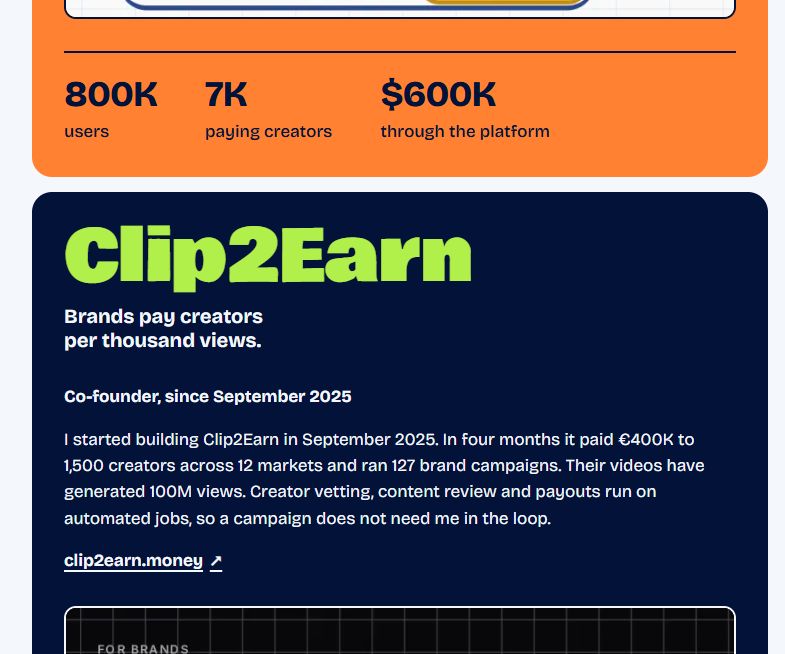 800K
7K
$600K
users
paying creators
through the platform
Clip2Earn
Brands pay creators
per thousand views.
Co-founder, since September 2025
I started building Clip2Earn in September 2025. In four months it paid €400K to
1,500 creators across 12 markets and ran 127 brand campaigns. Their videos have
generated 100M views. Creator vetting, content review and payouts run on
automated jobs, so a campaign does not need me in the loop.
clip2earn.money ↗
FOR BRANDS